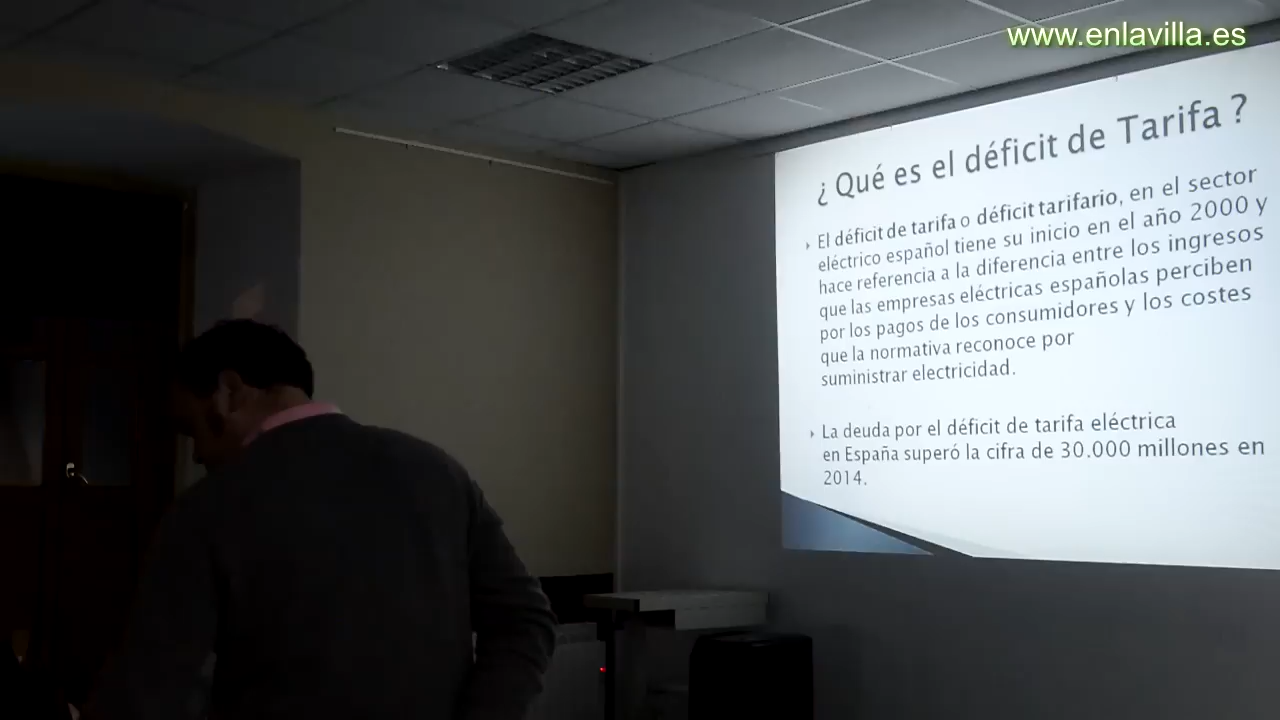 www.enlavilla.es
¿ Qué es el déficit de Tarifa ?
El déficit de tarifa o déficit tarifario, en el sector
eléctrico español tiene su inicio en el año 2000 y
hace referencia a la diferencia entre los ingresos
que las empresas eléctricas españolas perciben
por los pagos de los consumidores y los costes
que la normativa reconoce por
suministrar electricidad.
La deuda por el déficit de tarifa eléctrica
en España superó la cifra de 30.000 millones en
2014.